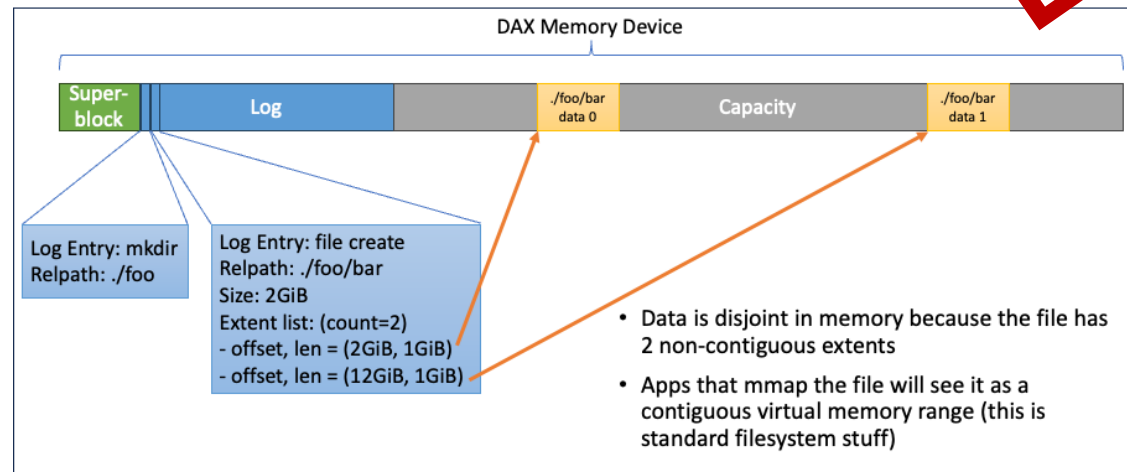 DAX Memory Device
Super-
block
Log
./foo/bar
data 0
Capacity
./foo/bar
data 1
Log Entry: mkdir
Relpath: ./foo
Log Entry: file create
Relpath: ./foo/bar
Size: 2GiB
Extent list: (count=2)
- offset, len = (2GiB, 1GiB)
- offset, len = (12GiB, 1GiB)
• Data is disjoint in memory because the file has
2 non-contiguous extents
• Apps that mmap the file will see it as a
contiguous virtual memory range (this is
standard filesystem stuff)